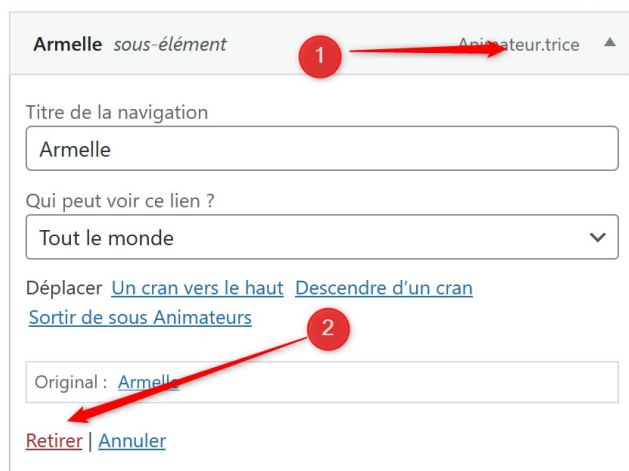 Armelle sous-élément 1 Animateur.trice
Titre de la navigation
Armelle
Qui peut voir ce lien ?
Tout le monde
Déplacer Un cran vers le haut Descendre d'un cran
Sortir de sous Animateurs
2
Original : Armelle
Retirer | Annuler